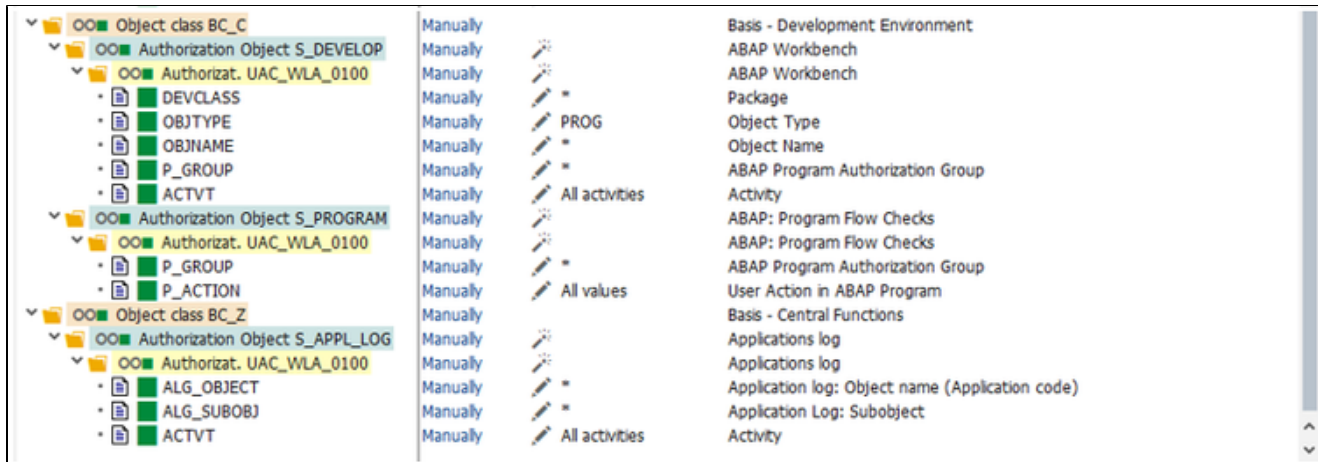 Object class BC_C Manually Basis - Development Environment
Authorization Object S_DEVELOP Manually ABAP Workbench
Authorizat. UAC_WLA_0100 Manually ABAP Workbench
DEVCLASS Manually * Package
OBJTYPE Manually PROG Object Type
OBJNAME Manually * Object Name
P_GROUP Manually * ABAP Program Authorization Group
ACTVT Manually All activities Activity
Authorization Object S_PROGRAM Manually ABAP: Program Flow Checks
Authorizat. UAC_WLA_0100 Manually ABAP: Program Flow Checks
P_GROUP Manually * ABAP Program Authorization Group
P_ACTION Manually All values User Action in ABAP Program
Object class BC_Z Manually Basis - Central Functions
Authorization Object S_APPL_LOG Manually Applications log
Authorizat. UAC_WLA_0100 Manually Applications log
ALG_OBJECT Manually * Application log: Object name (Application code)
ALG_SUBOBJ Manually * Application Log: Subobject
ACTVT Manually All activities Activity